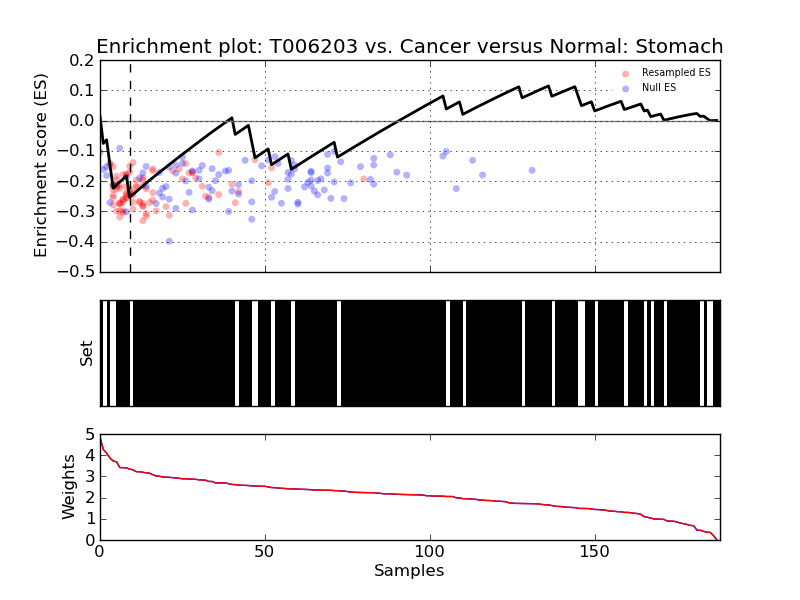 Enrichment plot: T006203 vs. Cancer versus Normal: Stomach
Enrichment score (ES)
0.2
0.1
0.0
−0.1
−0.2
−0.3
−0.4
−0.5
Resampled ES
Null ES
Set
Weights
5
4
3
2
1
0
0
50
100
150
Samples